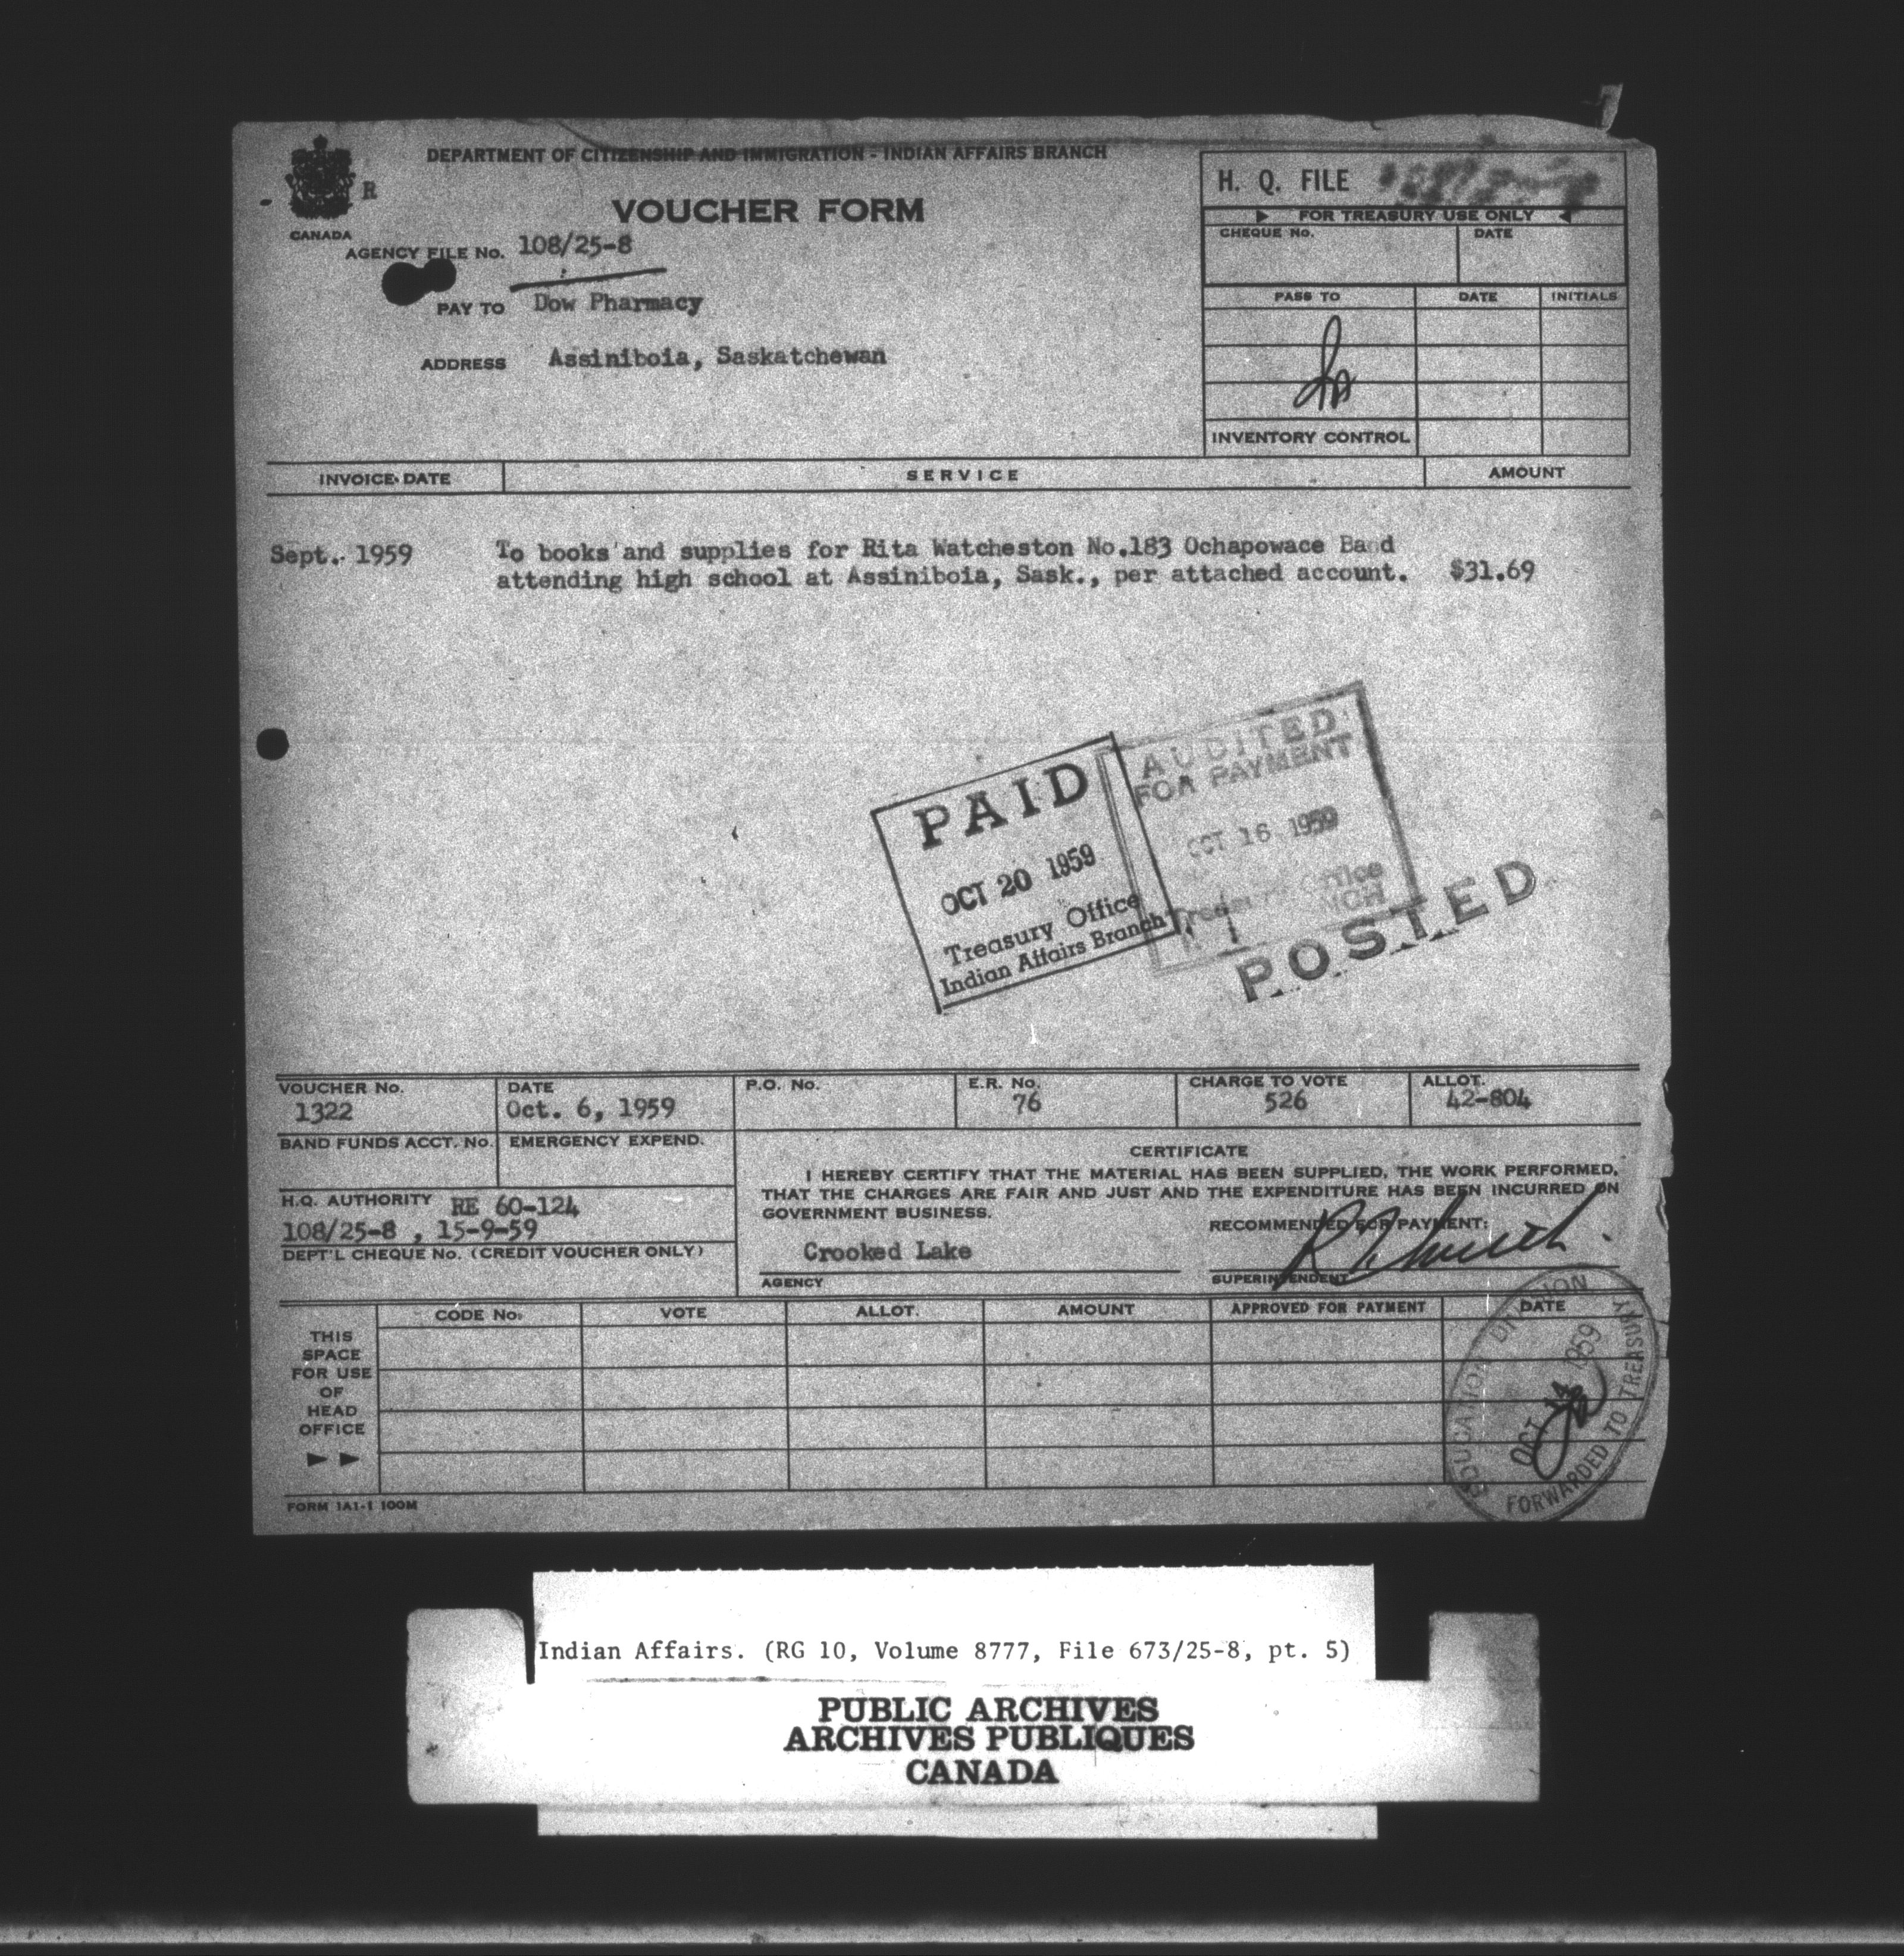 DEPARTMENT OF CITIZENSHIP AND IMMIGRATION - INDIAN AFFAIRS BRANCH
R
CANADA
VOUCHER FORM
AGENCY FILE No. 108/25-8
PAY TO Dow Pharmacy
ADDRESS Assiniboia, Saskatchewan
H. Q. FILE
FOR TREASURY USE ONLY
CHEQUE No. DATE
PASS TO DATE INITIALS
INVENTORY CONTROL
INVOICE DATE SERVICE AMOUNT
Sept. 1959 To books and supplies for Rita Watcheston No.183 Ochapowace Band
attending high school at Assiniboia, Sask., per attached account. $31.69
PAID
OCT 20 1959
Treasury Office
Indian Affairs Branch
AUDITED
FOR PAYMENT
OCT 16 1959
Treasury Office
POSTED
VOUCHER No. DATE P.O. No. E.R. No. CHARGE TO VOTE ALLOT.
1322 Oct. 6, 1959 76 526 42-804
BAND FUNDS ACCT. No. EMERGENCY EXPEND.
H.Q. AUTHORITY RE 60-124
108/25-8 , 15-9-59
DEPT'L CHEQUE No. (CREDIT VOUCHER ONLY)
CERTIFICATE
I HEREBY CERTIFY THAT THE MATERIAL HAS BEEN SUPPLIED, THE WORK PERFORMED,
THAT THE CHARGES ARE FAIR AND JUST AND THE EXPENDITURE HAS BEEN INCURRED ON
GOVERNMENT BUSINESS.
RECOMMENDED FOR PAYMENT:
Crooked Lake
AGENCY
SUPERINTENDENT
CODE No. VOTE ALLOT. AMOUNT APPROVED FOR PAYMENT DATE
THIS
SPACE
FOR USE
OF
HEAD
OFFICE
EDUCATION DIVISION
OCT 14 1959
FORWARDED TO TREASURY
FORM 1A1-1 100M
Indian Affairs. (RG 10, Volume 8777, File 673/25-8, pt. 5)
PUBLIC ARCHIVES
ARCHIVES PUBLIQUES
CANADA